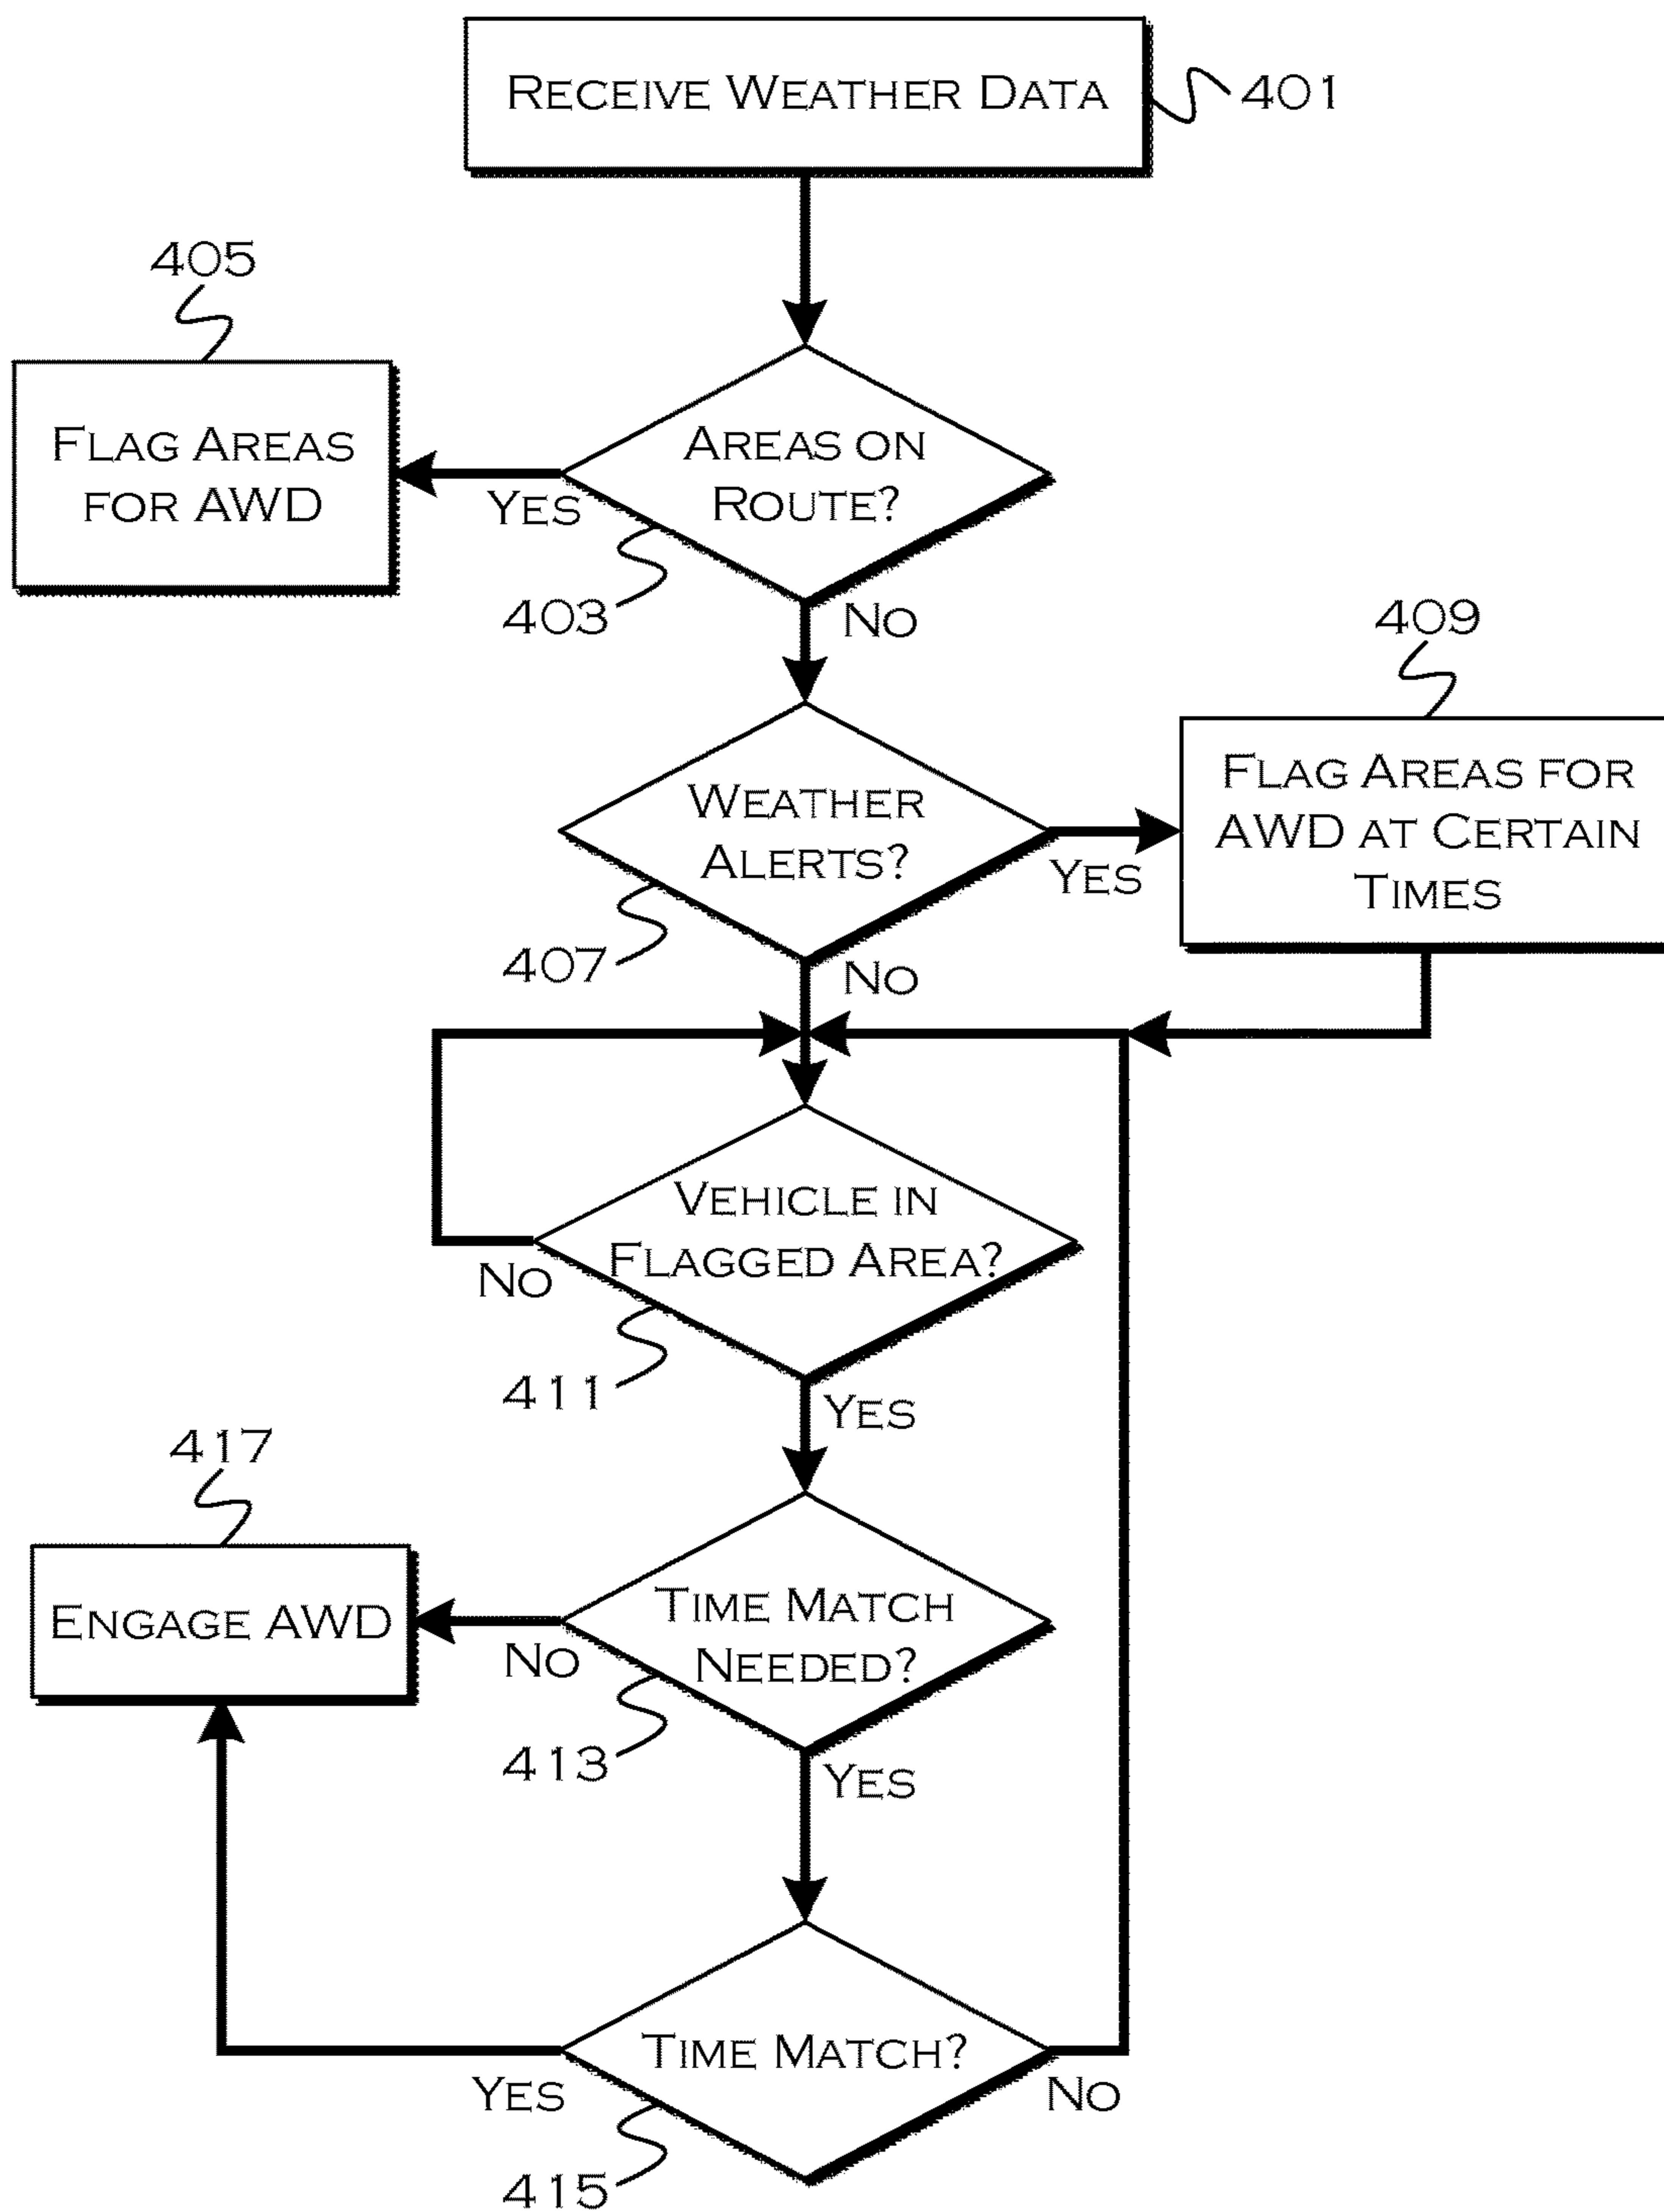 RECEIVE WEATHER DATA
401
405
FLAG AREAS
FOR AWD
AREAS ON
ROUTE?
YES
403
NO
409
WEATHER
ALERTS?
YES
FLAG AREAS FOR
AWD AT CERTAIN
TIMES
407
NO
VEHICLE IN
FLAGGED AREA?
NO
411
YES
417
ENGAGE AWD
TIME MATCH
NEEDED?
NO
413
YES
TIME MATCH?
YES
NO
415